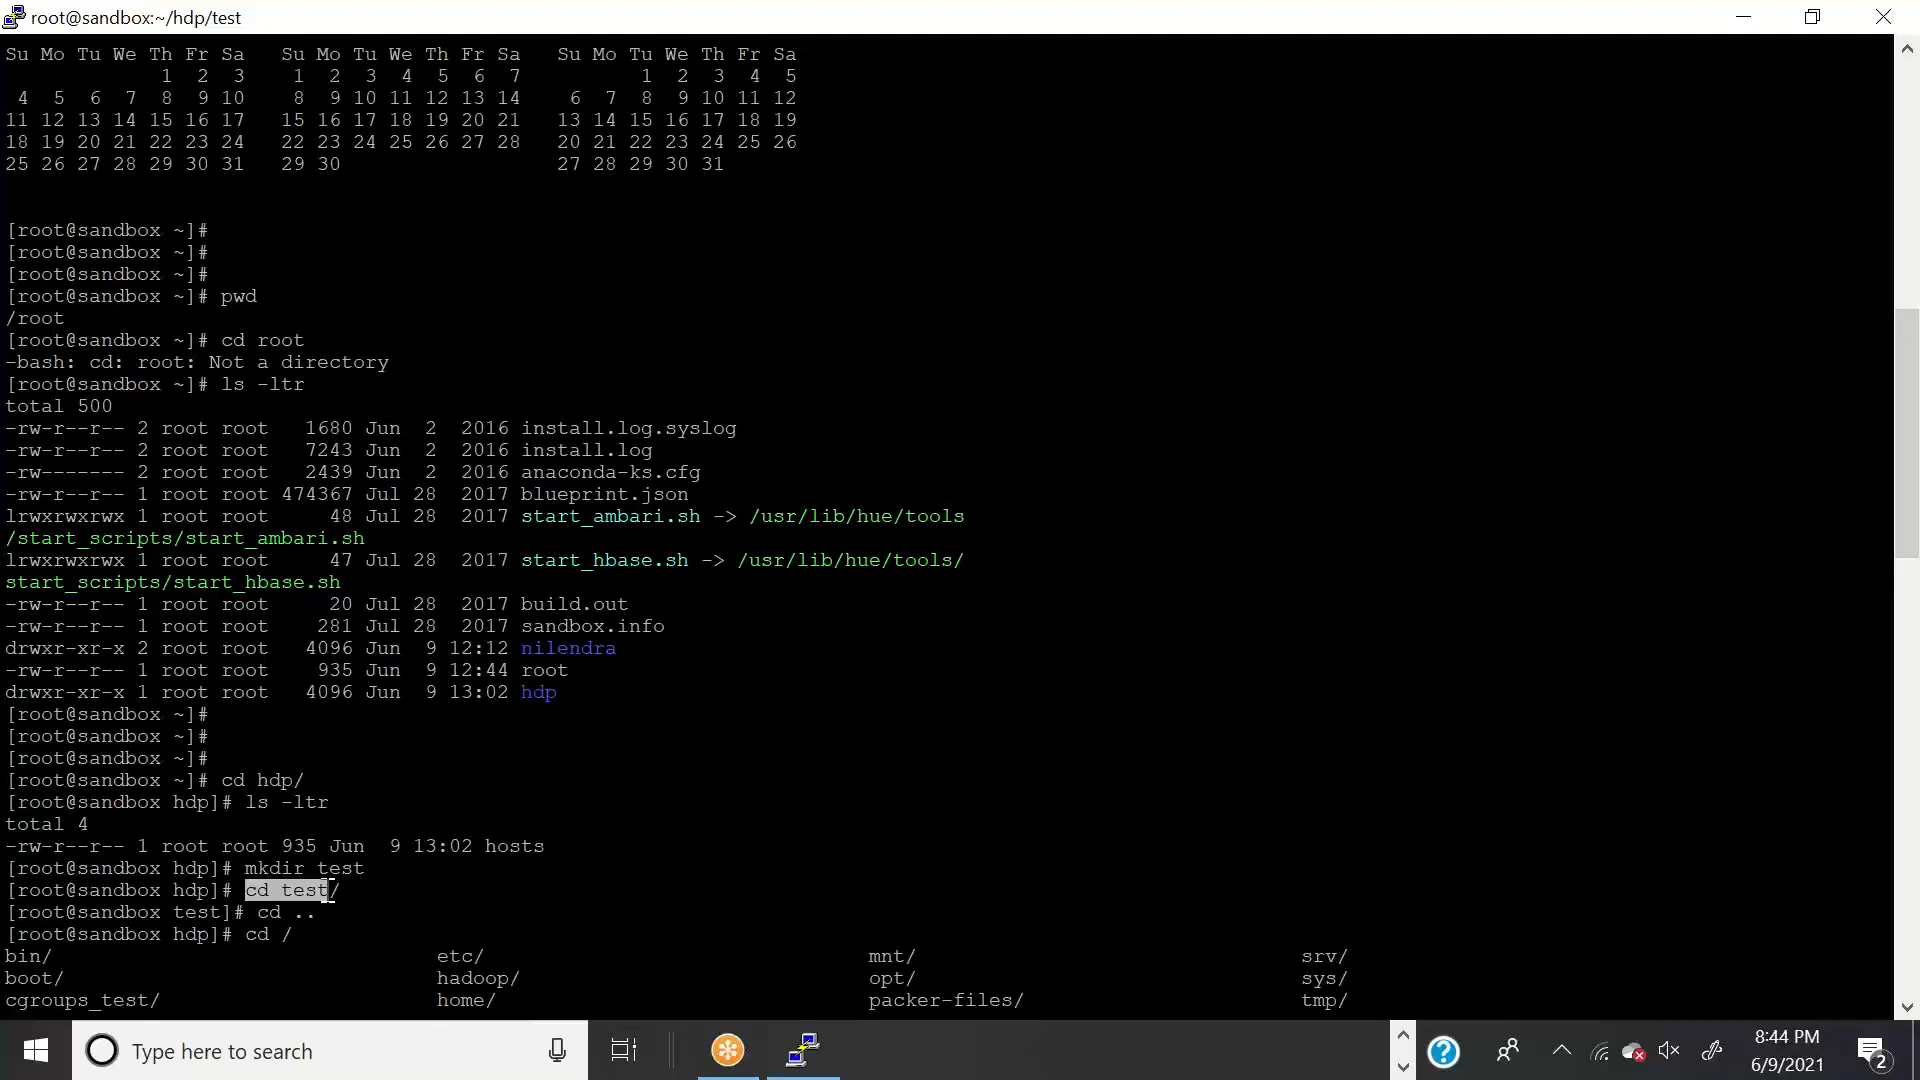 root@sandbox:~/hdp/test
Su Mo Tu We Th Fr Sa   Su Mo Tu We Th Fr Sa   Su Mo Tu We Th Fr Sa
             1  2  3    1  2  3  4  5  6  7          1  2  3  4  5
 4  5  6  7  8  9 10    8  9 10 11 12 13 14    6  7  8  9 10 11 12
11 12 13 14 15 16 17   15 16 17 18 19 20 21   13 14 15 16 17 18 19
18 19 20 21 22 23 24   22 23 24 25 26 27 28   20 21 22 23 24 25 26
25 26 27 28 29 30 31   29 30                  27 28 29 30 31
[root@sandbox ~]#
[root@sandbox ~]#
[root@sandbox ~]#
[root@sandbox ~]# pwd
/root
[root@sandbox ~]# cd root
-bash: cd: root: Not a directory
[root@sandbox ~]# ls -ltr
total 500
-rw-r--r-- 2 root root   1680 Jun  2  2016 install.log.syslog
-rw-r--r-- 2 root root   7243 Jun  2  2016 install.log
-rw------- 2 root root   2439 Jun  2  2016 anaconda-ks.cfg
-rw-r--r-- 1 root root 474367 Jul 28  2017 blueprint.json
lrwxrwxrwx 1 root root     48 Jul 28  2017 start_ambari.sh -> /usr/lib/hue/tools
/start_scripts/start_ambari.sh
lrwxrwxrwx 1 root root     47 Jul 28  2017 start_hbase.sh -> /usr/lib/hue/tools/
start_scripts/start_hbase.sh
-rw-r--r-- 1 root root     20 Jul 28  2017 build.out
-rw-r--r-- 1 root root    281 Jul 28  2017 sandbox.info
drwxr-xr-x 2 root root   4096 Jun  9 12:12 nilendra
-rw-r--r-- 1 root root    935 Jun  9 12:44 root
drwxr-xr-x 1 root root   4096 Jun  9 13:02 hdp
[root@sandbox ~]#
[root@sandbox ~]#
[root@sandbox ~]#
[root@sandbox ~]# cd hdp/
[root@sandbox hdp]# ls -ltr
total 4
-rw-r--r-- 1 root root 935 Jun  9 13:02 hosts
[root@sandbox hdp]# mkdir test
[root@sandbox hdp]# cd test/
[root@sandbox test]# cd ..
[root@sandbox hdp]# cd /
bin/                                etc/                                mnt/                                srv/
boot/                               hadoop/                             opt/                                sys/
cgroups_test/                       home/                               packer-files/                       tmp/
Type here to search
8:44 PM
6/9/2021
2